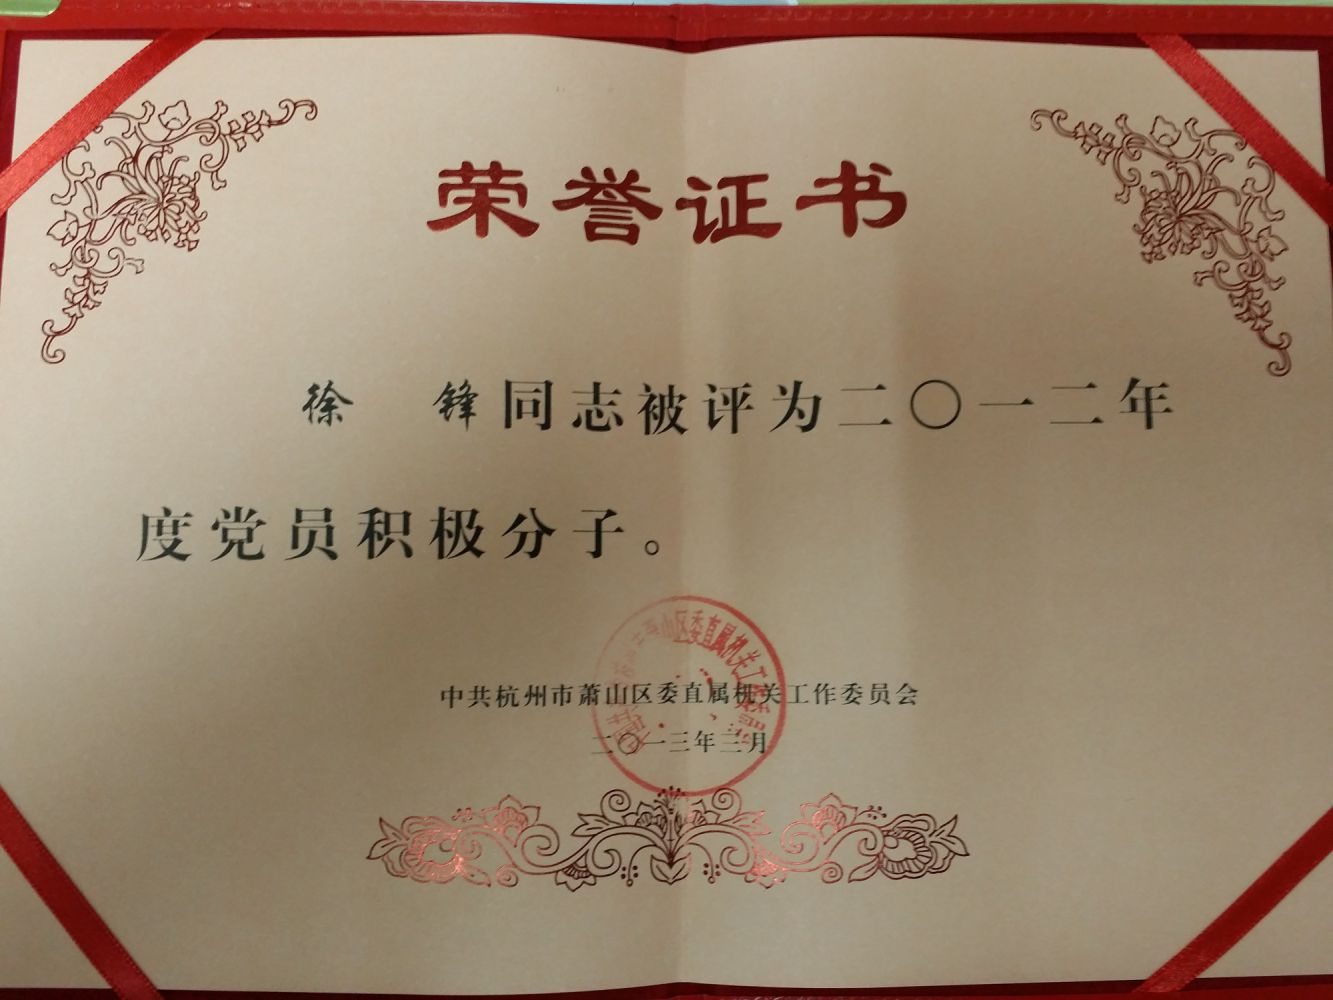 荣誉证书
徐 锋同志被评为二〇一二年
度党员积极分子。
中共杭州市萧山区委直属机关工作委员会
二〇一三年三月